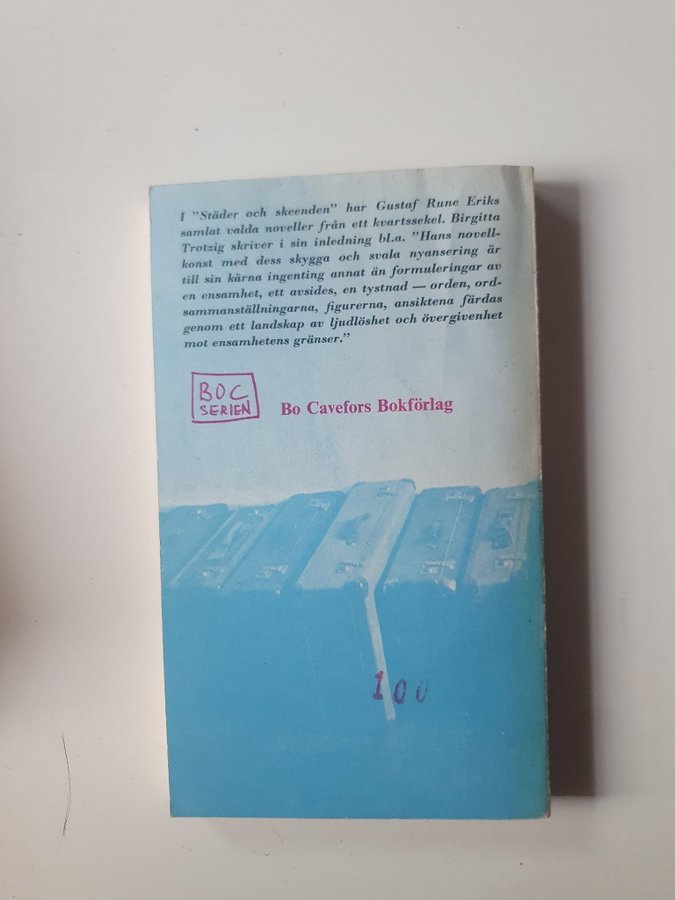 I "Städer och skeenden" har Gustaf Rune Eriks
samlat valda noveller från ett kvartssekel. Birgitta
Trotzig skriver i sin inledning bl.a. "Hans novell-
konst med dess skygga och svala nyansering är
till sin kärna ingenting annat än formuleringar av
en ensamhet, ett avsides, en tystnad — orden, ord-
sammanställningarna, figurerna, ansiktena färdas
genom ett landskap av ljudlöshet och övergivenhet
mot ensamhetens gränser."
BOC
SERIEN
Bo Cavefors Bokförlag
100